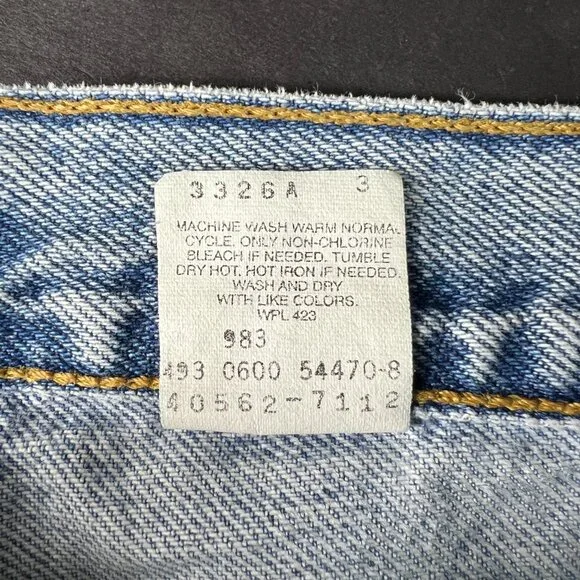 3326A 3
MACHINE WASH WARM NORMAL
CYCLE. ONLY NON-CHLORINE
BLEACH IF NEEDED. TUMBLE
DRY HOT. HOT IRON IF NEEDED.
WASH AND DRY
WITH LIKE COLORS.
WPL 423
983
493 0600 54470-8
40562-7112